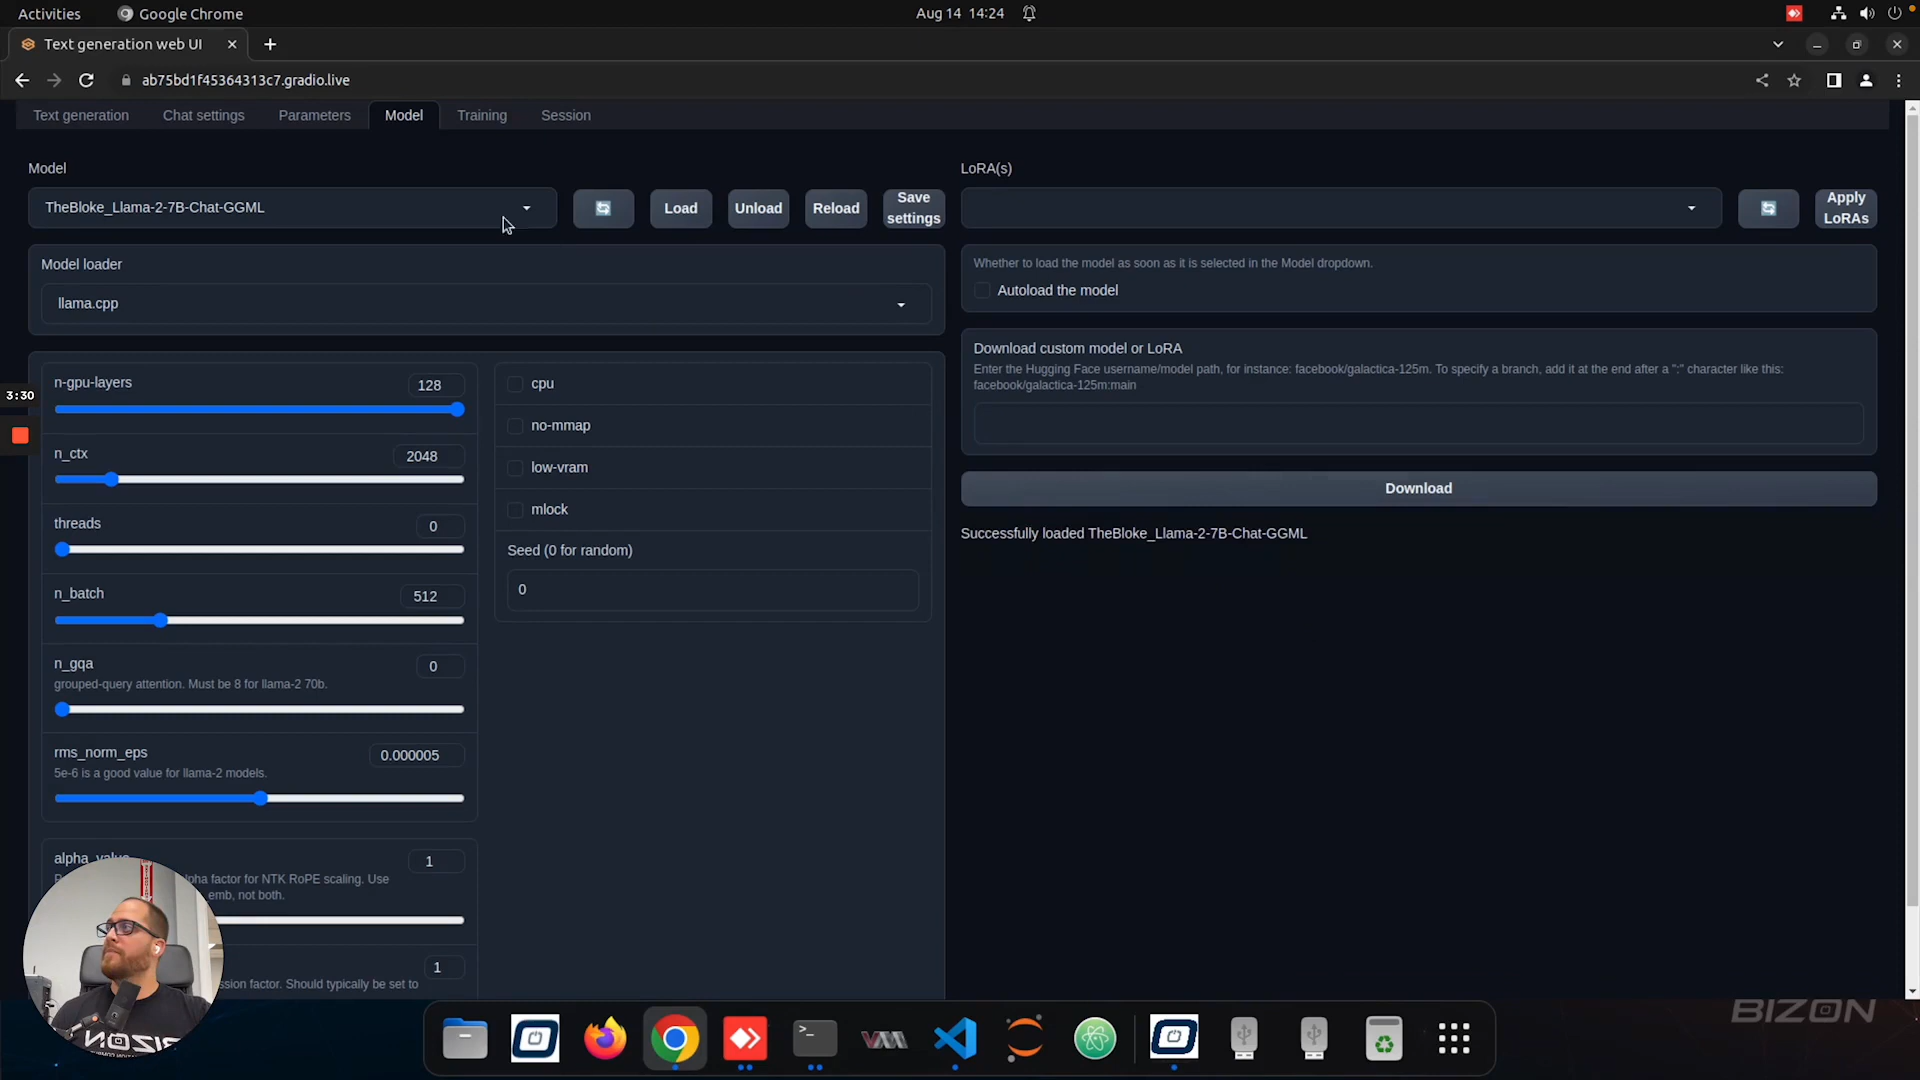 Activities
Google Chrome
Aug 14 14:24
Text generation web UI
ab75bd1f45364313c7.gradio.live
Text generation
Chat settings
Parameters
Model
Training
Session
Model
TheBloke_Llama-2-7B-Chat-GGML
Load
Unload
Reload
Save
settings
LoRA(s)
Apply
LoRAs
Model loader
llama.cpp
Whether to load the model as soon as it is selected in the Model dropdown.
Autoload the model
Download custom model or LoRA
Enter the Hugging Face username/model path, for instance: facebook/galactica-125m. To specify a branch, add it at the end after a ":" character like this:
facebook/galactica-125m:main
Download
Successfully loaded TheBloke_Llama-2-7B-Chat-GGML
3:30
n-gpu-layers
128
n_ctx
2048
threads
0
n_batch
512
n_gqa
0
grouped-query attention. Must be 8 for llama-2 70b.
rms_norm_eps
0.000005
5e-6 is a good value for llama-2 models.
cpu
no-mmap
low-vram
mlock
Seed (0 for random)
0
alpha_value
1
factor for NTK RoPE scaling. Use
emb, not both.
1
factor. Should typically be set to
BIZON